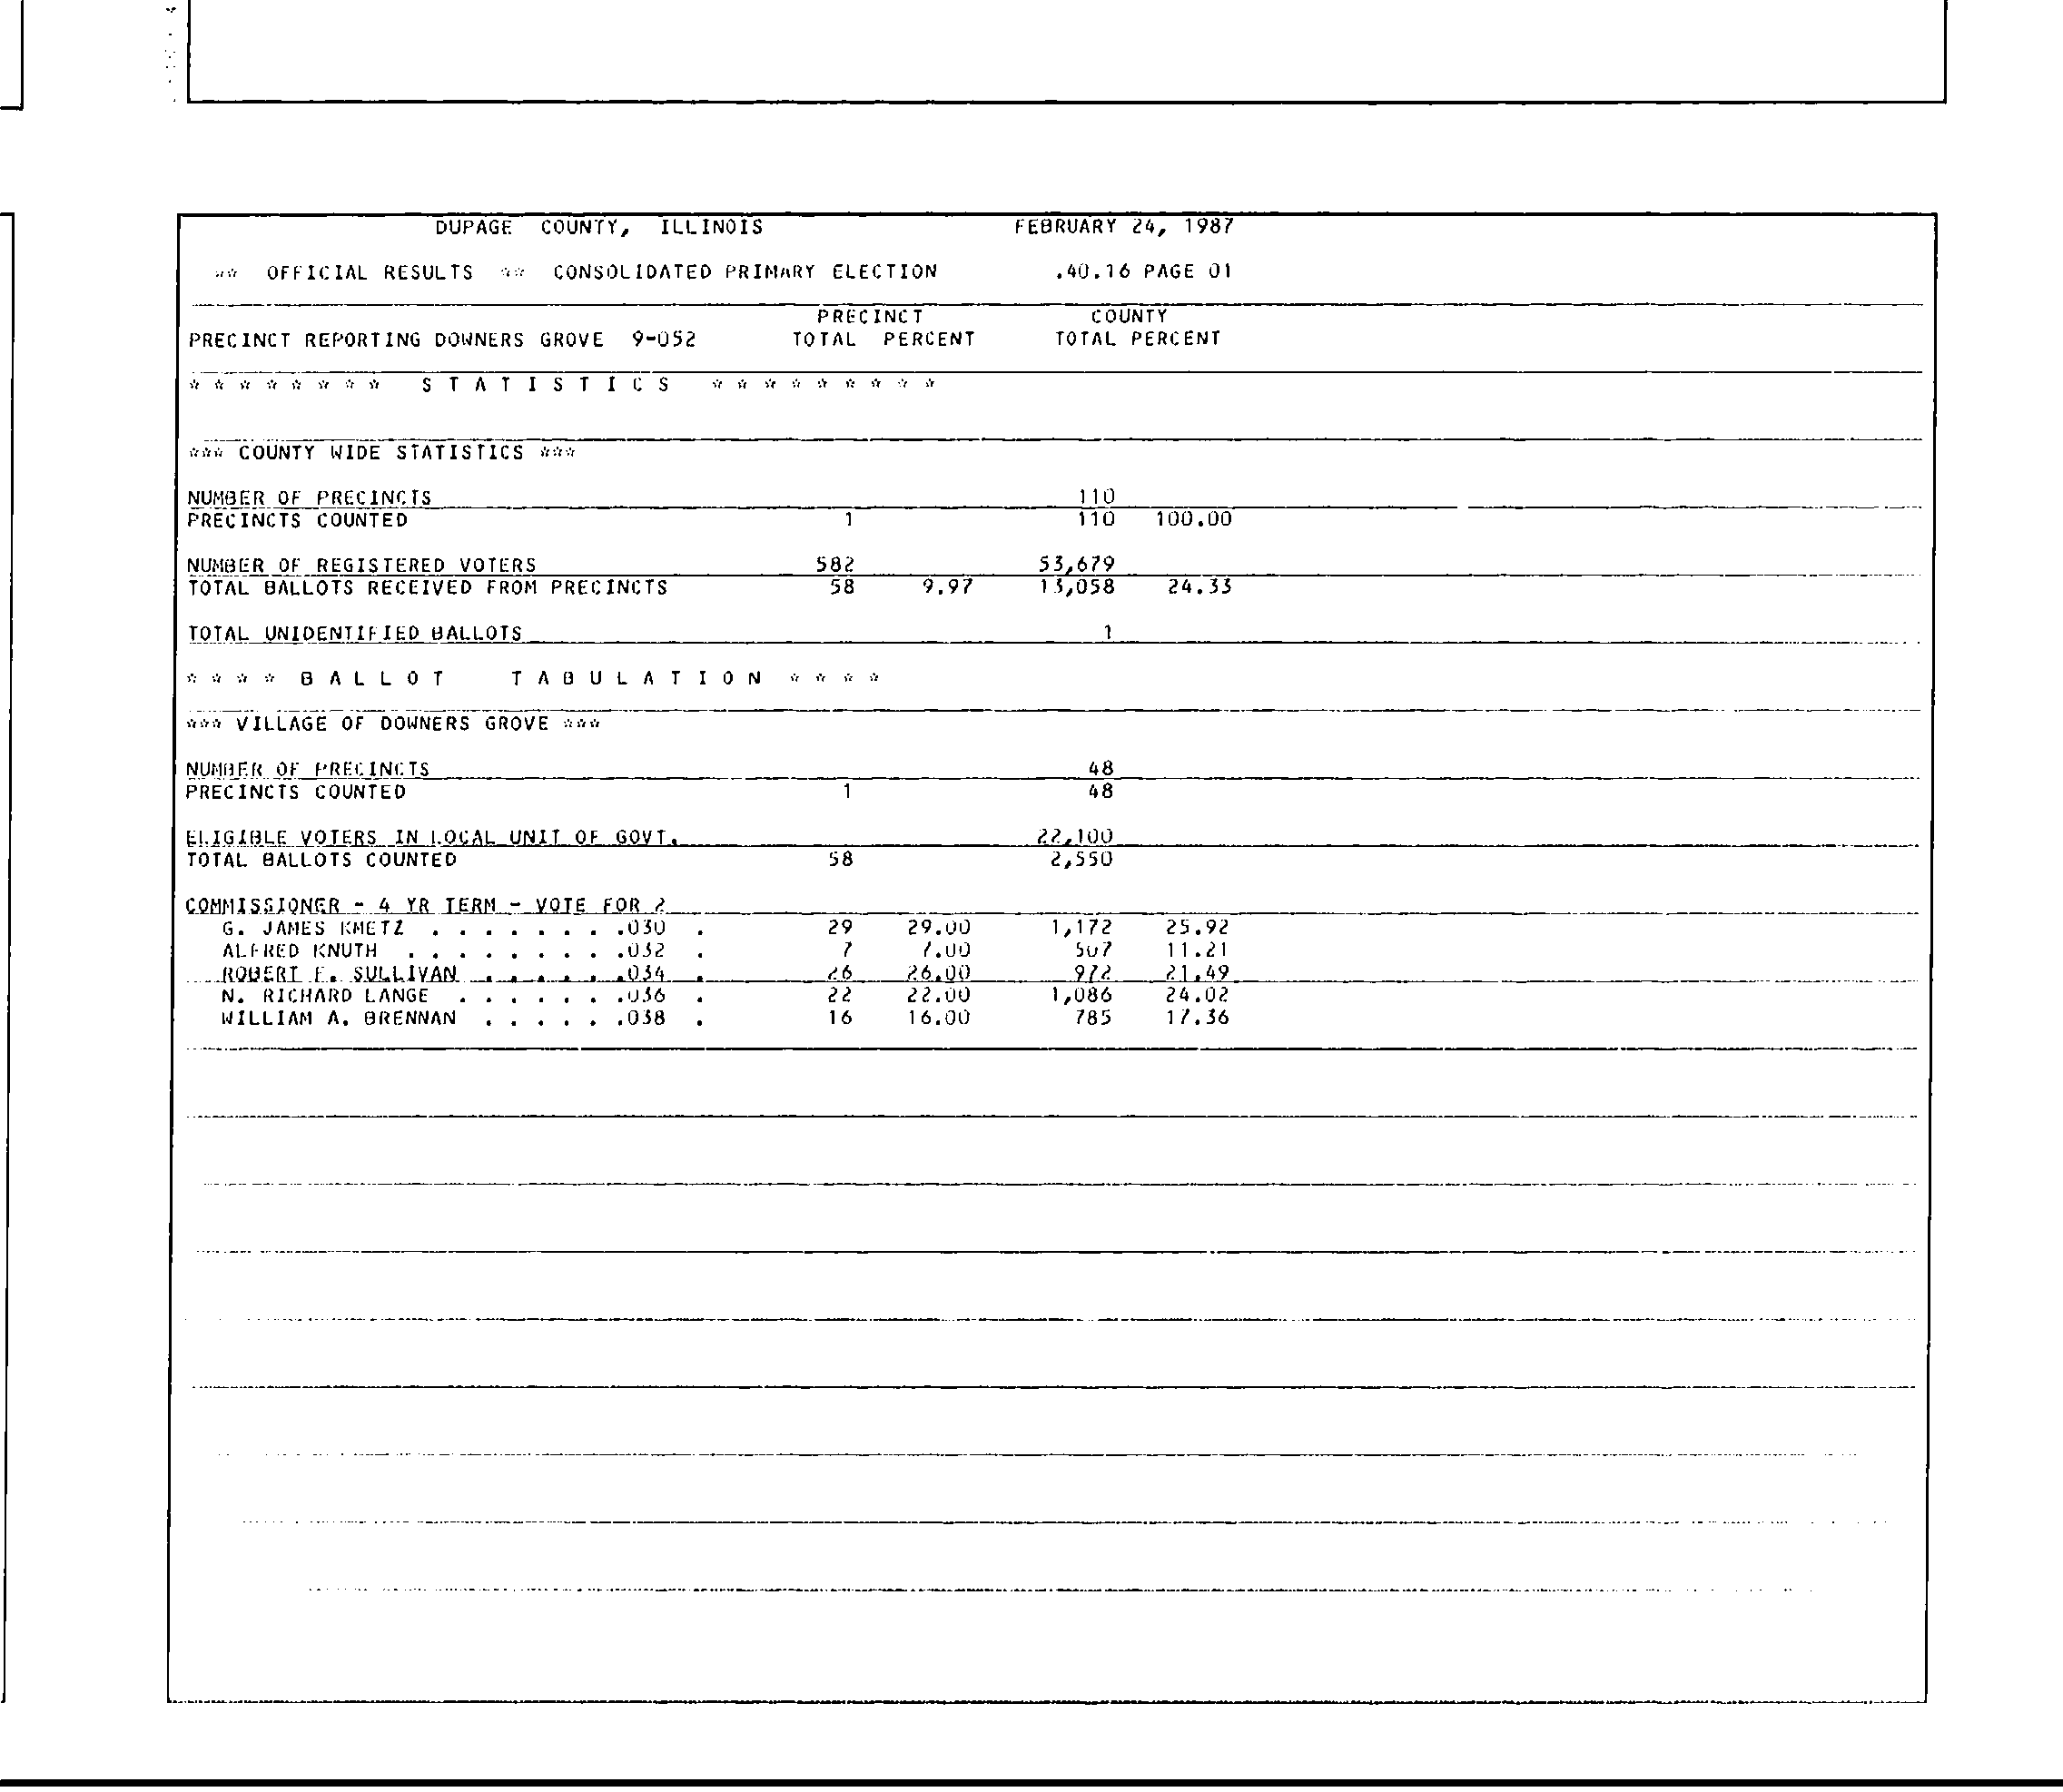 DUPAGE COUNTY, ILLINOIS FEBRUARY 24, 1987
** OFFICIAL RESULTS ** CONSOLIDATED PRIMARY ELECTION .40.16 PAGE 01
PRECINCT COUNTY
PRECINCT REPORTING DOWNERS GROVE 9-052 TOTAL PERCENT TOTAL PERCENT
* * * * * * * * S T A T I S T I C S * * * * * * * * *
*** COUNTY WIDE STATISTICS ***
NUMBER OF PRECINCTS 110
PRECINCTS COUNTED 1 110 100.00
NUMBER OF REGISTERED VOTERS 582 53,679
TOTAL BALLOTS RECEIVED FROM PRECINCTS 58 9.97 13,058 24.33
TOTAL UNIDENTIFIED BALLOTS 1
* * * * B A L L O T T A B U L A T I O N * * * *
*** VILLAGE OF DOWNERS GROVE ***
NUMBER OF PRECINCTS 48
PRECINCTS COUNTED 1 48
ELIGIBLE VOTERS IN LOCAL UNIT OF GOVT. 22,100
TOTAL BALLOTS COUNTED 58 2,550
COMMISSIONER - 4 YR TERM - VOTE FOR 2
G. JAMES KMETZ . . . . . . . .030 . 29 29.00 1,172 25.92
ALFRED KNUTH . . . . . . . . .032 . 7 7.00 507 11.21
ROBERT F. SULLIVAN . . . . . .034 . 26 26.00 972 21.49
N. RICHARD LANGE . . . . . . .036 . 22 22.00 1,086 24.02
WILLIAM A. BRENNAN . . . . . .038 . 16 16.00 785 17.36